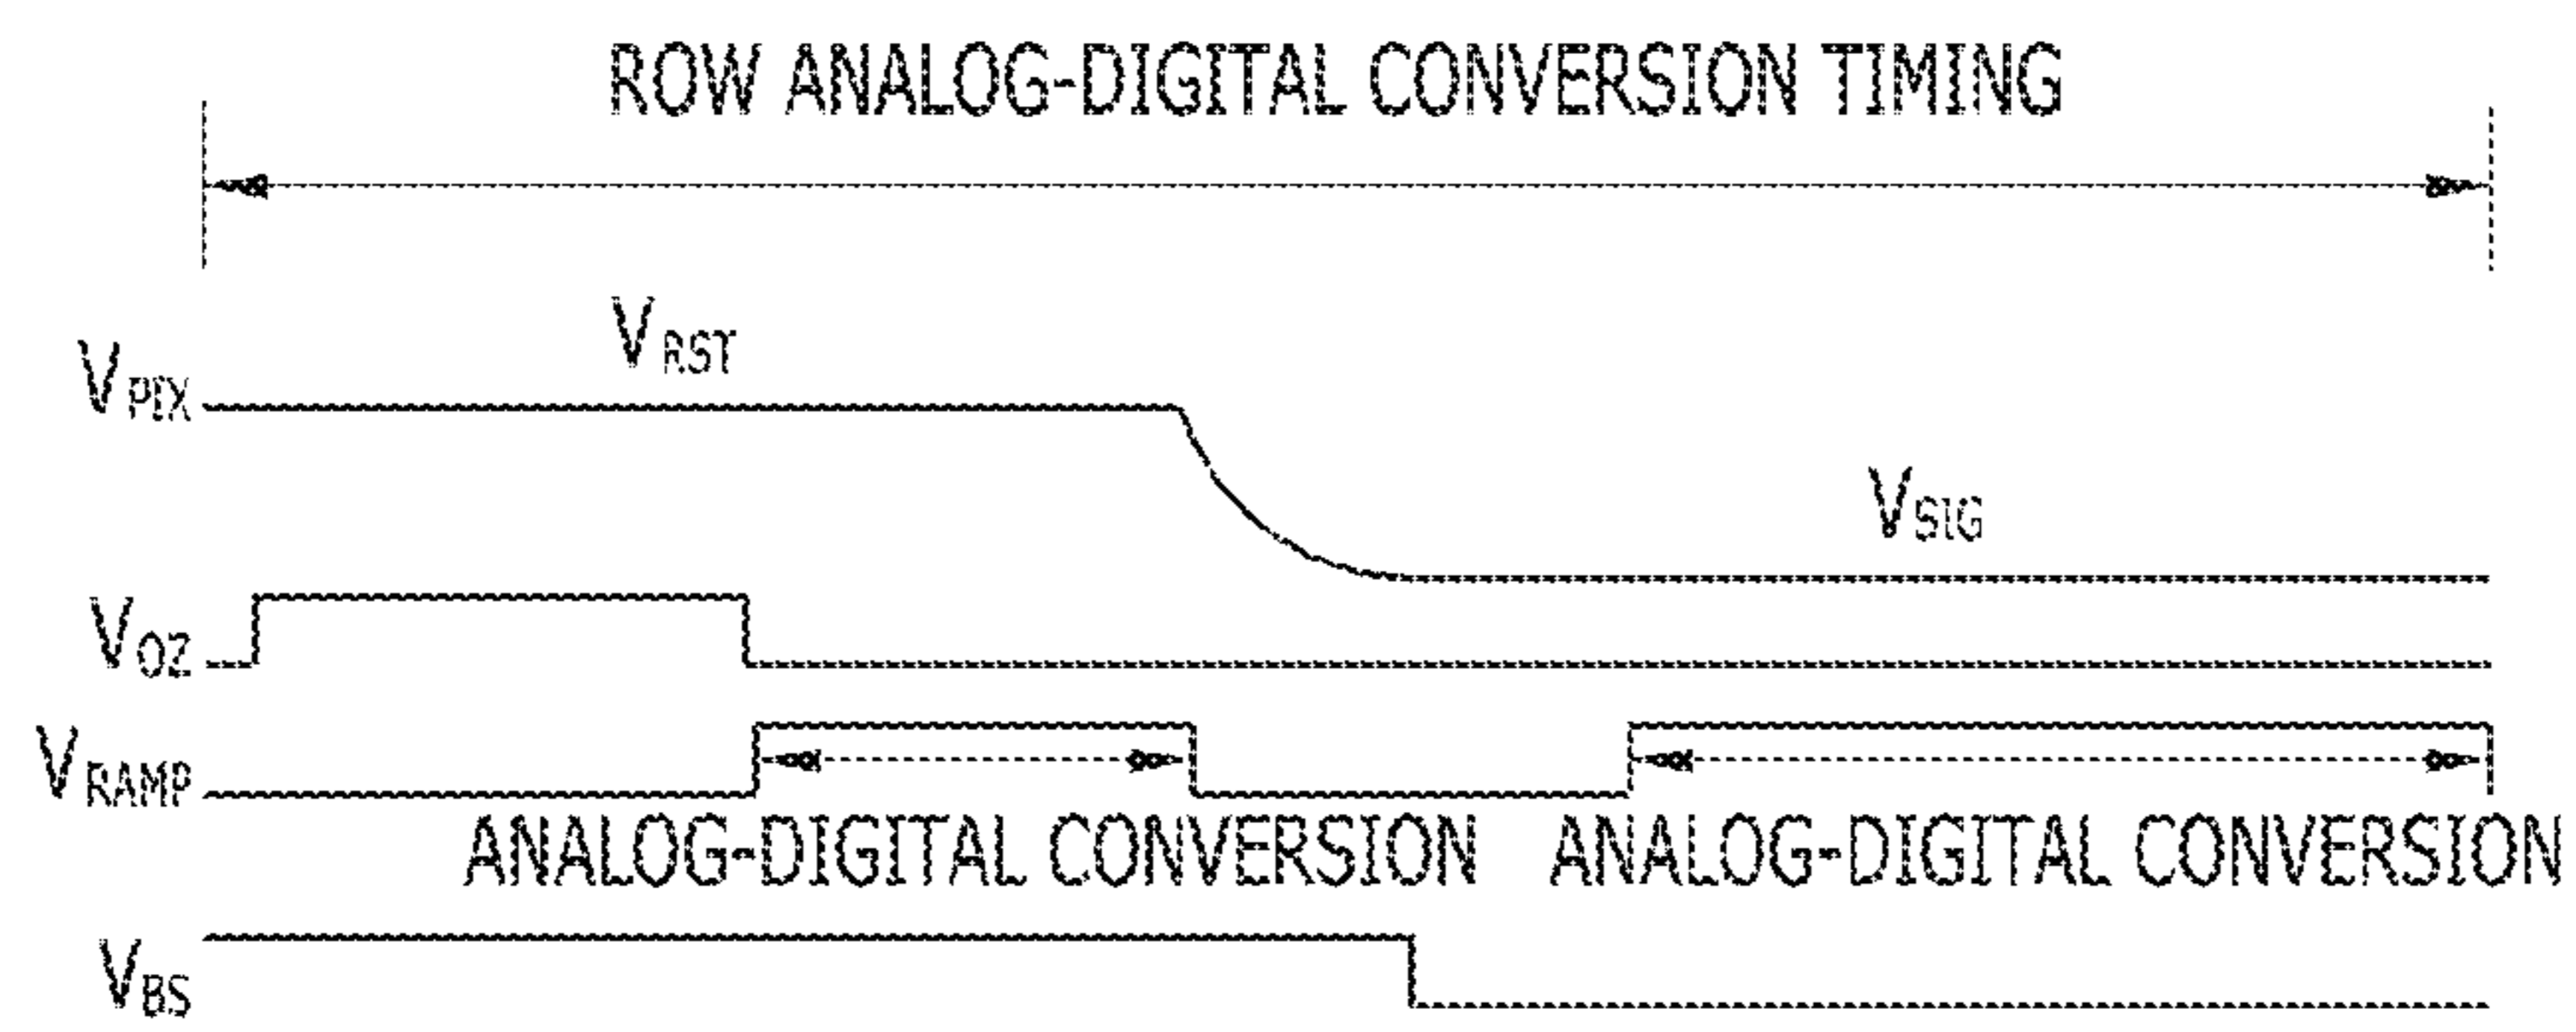 ROW ANALOG-DIGITAL CONVERSION TIMING
VRST
VPIX
VSIG
VOZ
VRAMP
ANALOG-DIGITAL CONVERSION ANALOG-DIGITAL CONVERSION
VBS